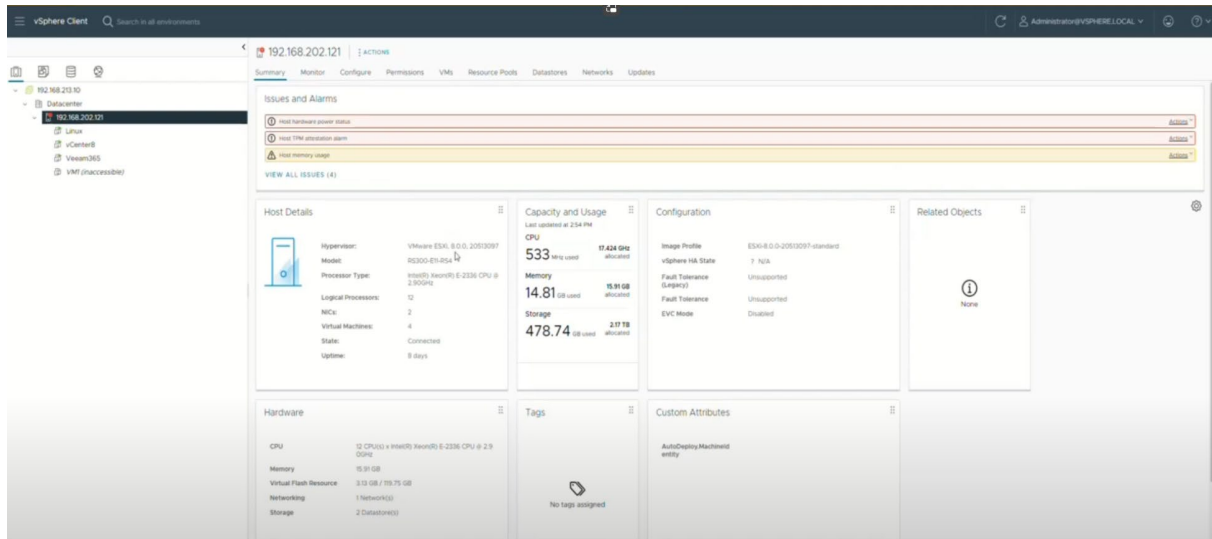 vSphere Client
Search in all environments
Administrator@VSPHERE.LOCAL
192.168.202.121
ACTIONS
Summary Monitor Configure Permissions VMs Resource Pools Datastores Networks Updates
192.168.213.10
Datacenter
192.168.202.121
Linux
vCenter8
Veeam365
VM1 (inaccessible)
Issues and Alarms
Host hardware power status
Actions
Host TPM attestation alarm
Actions
Host memory usage
Actions
VIEW ALL ISSUES (4)
Host Details
Hypervisor: VMware ESXi, 8.0.0, 20513097
Model: RS300-E11-RS4
Processor Type: Intel(R) Xeon(R) E-2336 CPU @
2.90GHz
Logical Processors: 12
NICs: 2
Virtual Machines: 4
State: Connected
Uptime: 8 days
Capacity and Usage
Last updated at 2:54 PM
CPU
533 MHz used
17.424 GHz
allocated
Memory
14.81 GB used
15.91 GB
allocated
Storage
478.74 GB used
2.17 TB
allocated
Configuration
Image Profile ESXi-8.0.0-20513097-standard
vSphere HA State ? N/A
Fault Tolerance
(Legacy)
Unsupported
Fault Tolerance Unsupported
EVC Mode Disabled
Related Objects
None
Hardware
CPU 12 CPU(s) x Intel(R) Xeon(R) E-2336 CPU @ 2.9
0GHz
Memory 15.91 GB
Virtual Flash Resource 3.13 GB / 119.75 GB
Networking 1 Network(s)
Storage 2 Datastore(s)
Tags
No tags assigned
Custom Attributes
AutoDeploy.MachineId
entity